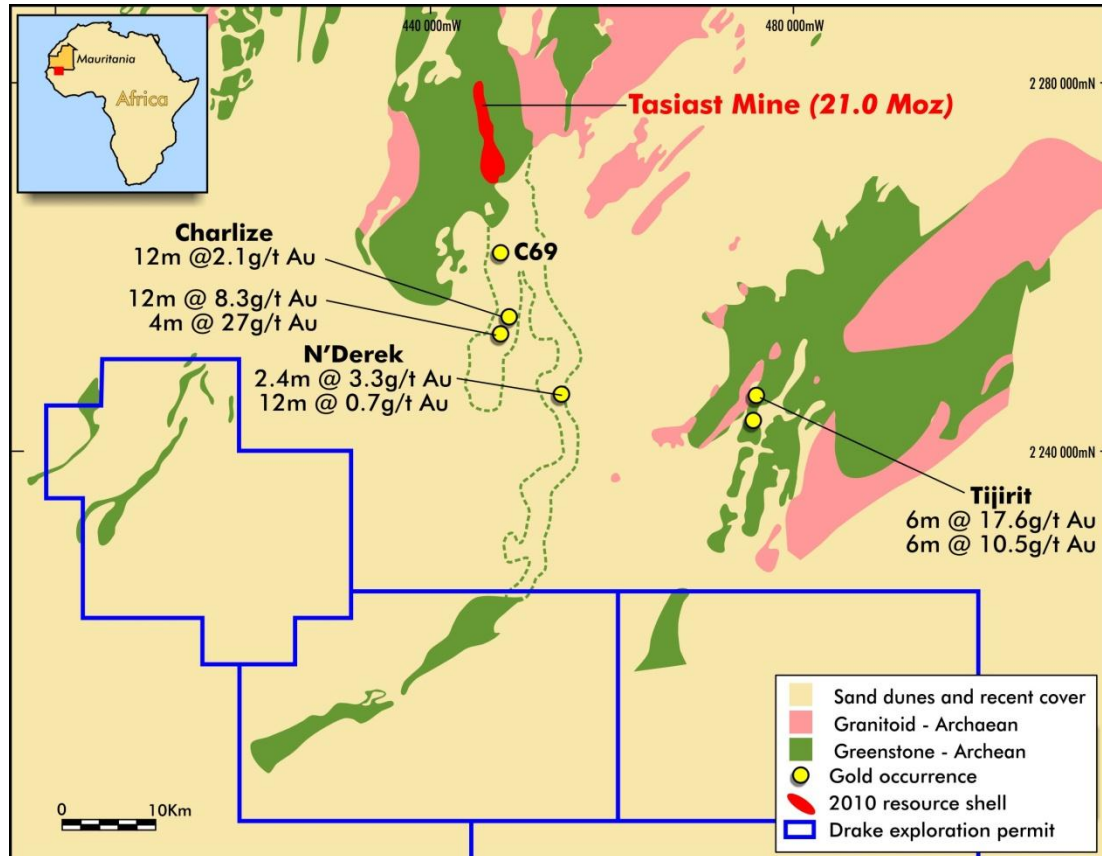 440 000mW
480 000mW
Mauritania
Africa
2 280 000mN
Tasiast Mine (21.0 Moz)
Charlize
12m @2.1g/t Au
C69
12m @ 8.3g/t Au
4m @ 27g/t Au
N'Derek
2.4m @ 3.3g/t Au
12m @ 0.7g/t Au
2 240 000mN
Tijirit
6m @ 17.6g/t Au
6m @ 10.5g/t Au
Sand dunes and recent cover
Granitoid - Archaean
Greenstone - Archean
Gold occurrence
2010 resource shell
Drake exploration permit
0 10Km